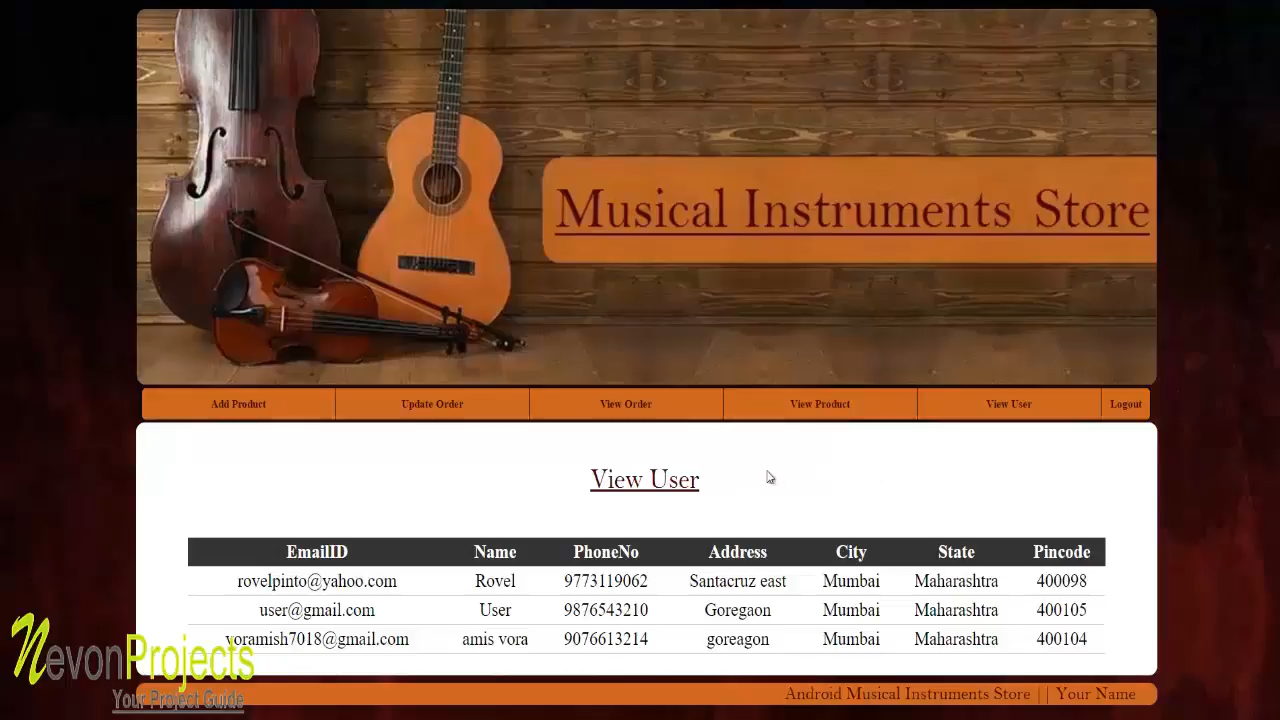 Musical Instruments Store
Add Product Update Order View Order View Product View User Logout
View User
EmailID Name PhoneNo Address City State Pincode
rovelpinto@yahoo.com Rovel 9773119062 Santacruz east Mumbai Maharashtra 400098
user@gmail.com User 9876543210 Goregaon Mumbai Maharashtra 400105
voramish7018@gmail.com amis vora 9076613214 goreagon Mumbai Maharashtra 400104
NevonProjects
Your Project Guide
Android Musical Instruments Store || Your Name